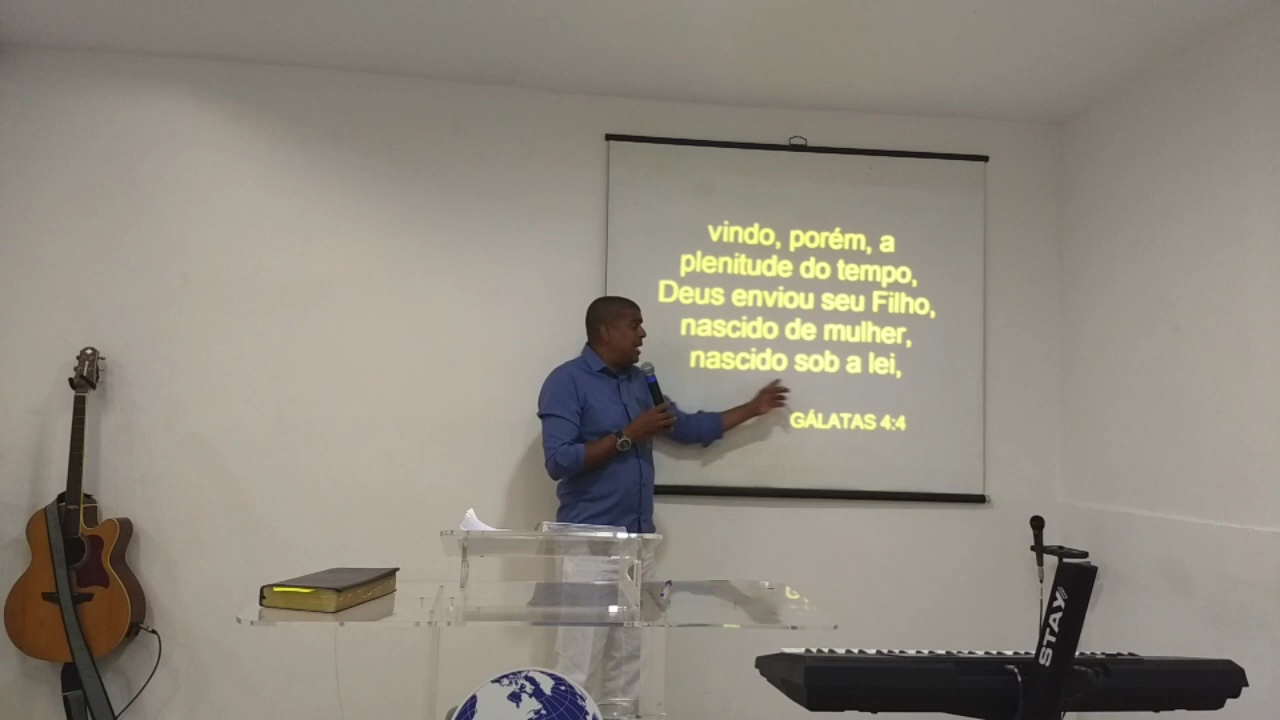 vindo, porém, a
plenitude do tempo,
Deus enviou seu Filho,
nascido de mulher,
nascido sob a lei,
GÁLATAS 4:4
STAY